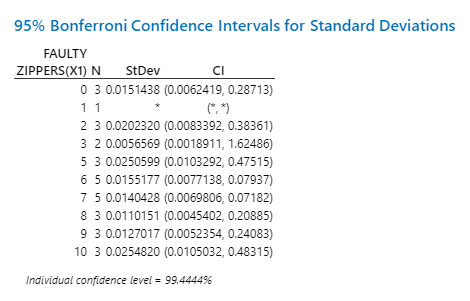 95% Bonferroni Confidence Intervals for Standard Deviations
FAULTY
ZIPPERS(X1) N StDev CI
0 3 0.0151438 (0.0062419, 0.28713)
1 1 * (*, *)
2 3 0.0202320 (0.0083392, 0.38361)
3 2 0.0056569 (0.0018911, 1.62486)
5 3 0.0250599 (0.0103292, 0.47515)
6 5 0.0155177 (0.0077138, 0.07937)
7 5 0.0140428 (0.0069806, 0.07182)
8 3 0.0110151 (0.0045402, 0.20885)
9 3 0.0127017 (0.0052354, 0.24083)
10 3 0.0254820 (0.0105032, 0.48315)
Individual confidence level = 99.4444%